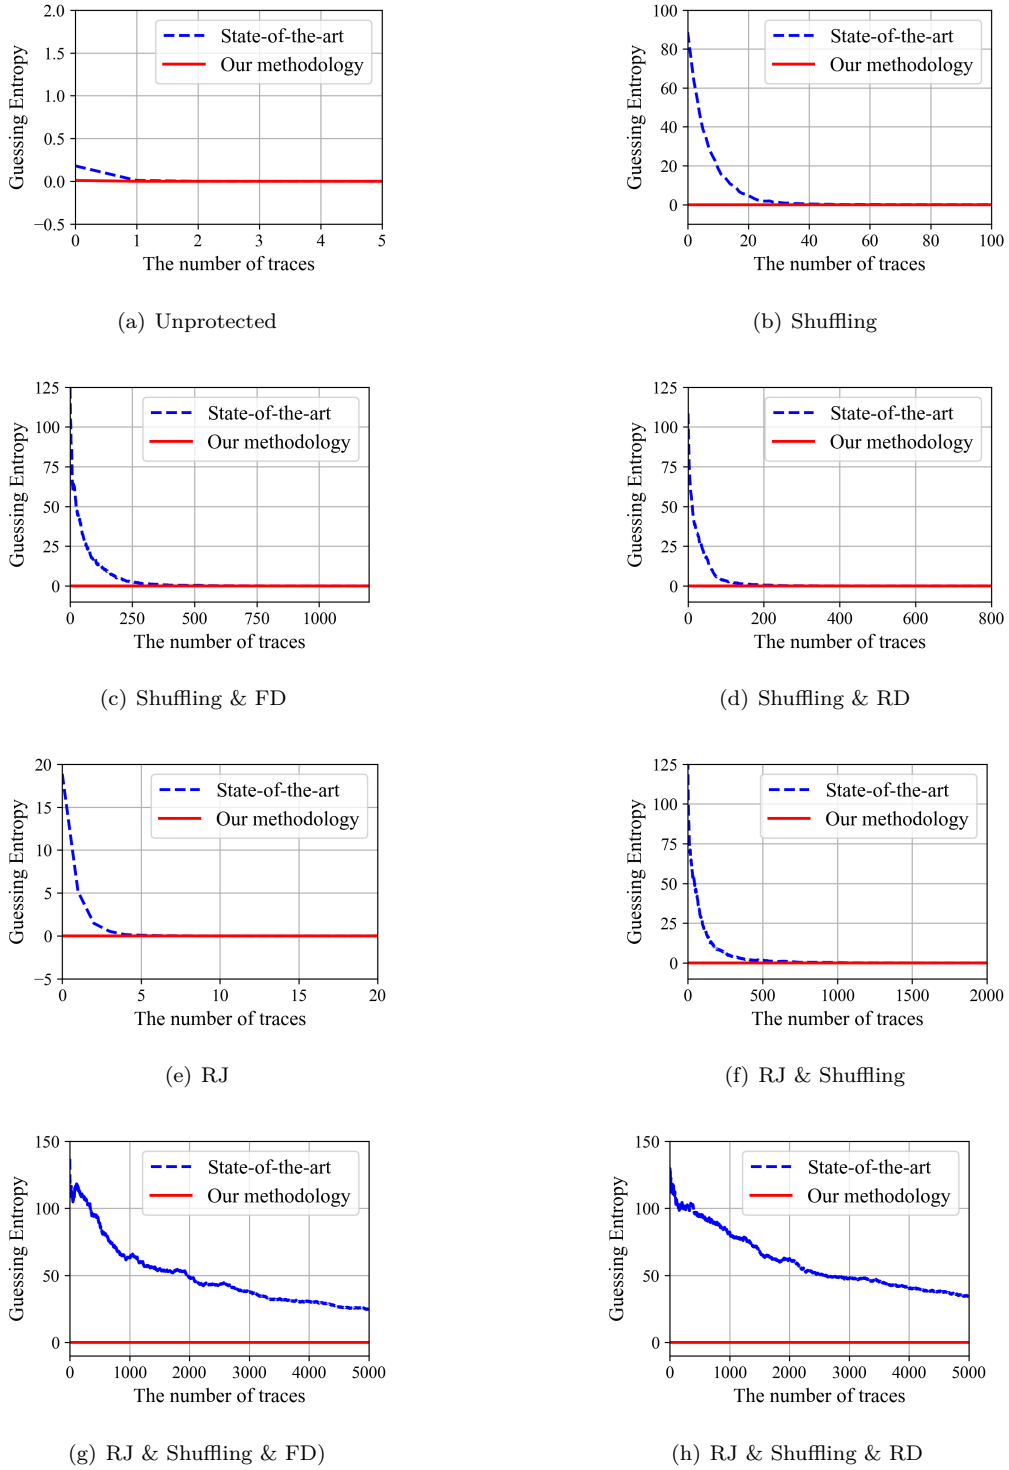 2.0
1.5
1.0
0.5
0.0
−0.5
Guessing Entropy
State-of-the-art
Our methodology
0 1 2 3 4 5
The number of traces
(a) Unprotected
100
80
60
40
20
0
Guessing Entropy
State-of-the-art
Our methodology
0 20 40 60 80 100
The number of traces
(b) Shuffling
125
100
75
50
25
0
Guessing Entropy
State-of-the-art
Our methodology
0 250 500 750 1000
The number of traces
(c) Shuffling & FD
125
100
75
50
25
0
Guessing Entropy
State-of-the-art
Our methodology
0 200 400 600 800
The number of traces
(d) Shuffling & RD
20
15
10
5
0
−5
Guessing Entropy
State-of-the-art
Our methodology
0 5 10 15 20
The number of traces
(e) RJ
125
100
75
50
25
0
Guessing Entropy
State-of-the-art
Our methodology
0 500 1000 1500 2000
The number of traces
(f) RJ & Shuffling
150
100
50
0
Guessing Entropy
State-of-the-art
Our methodology
0 1000 2000 3000 4000 5000
The number of traces
(g) RJ & Shuffling & FD)
150
100
50
0
Guessing Entropy
State-of-the-art
Our methodology
0 1000 2000 3000 4000 5000
The number of traces
(h) RJ & Shuffling & RD